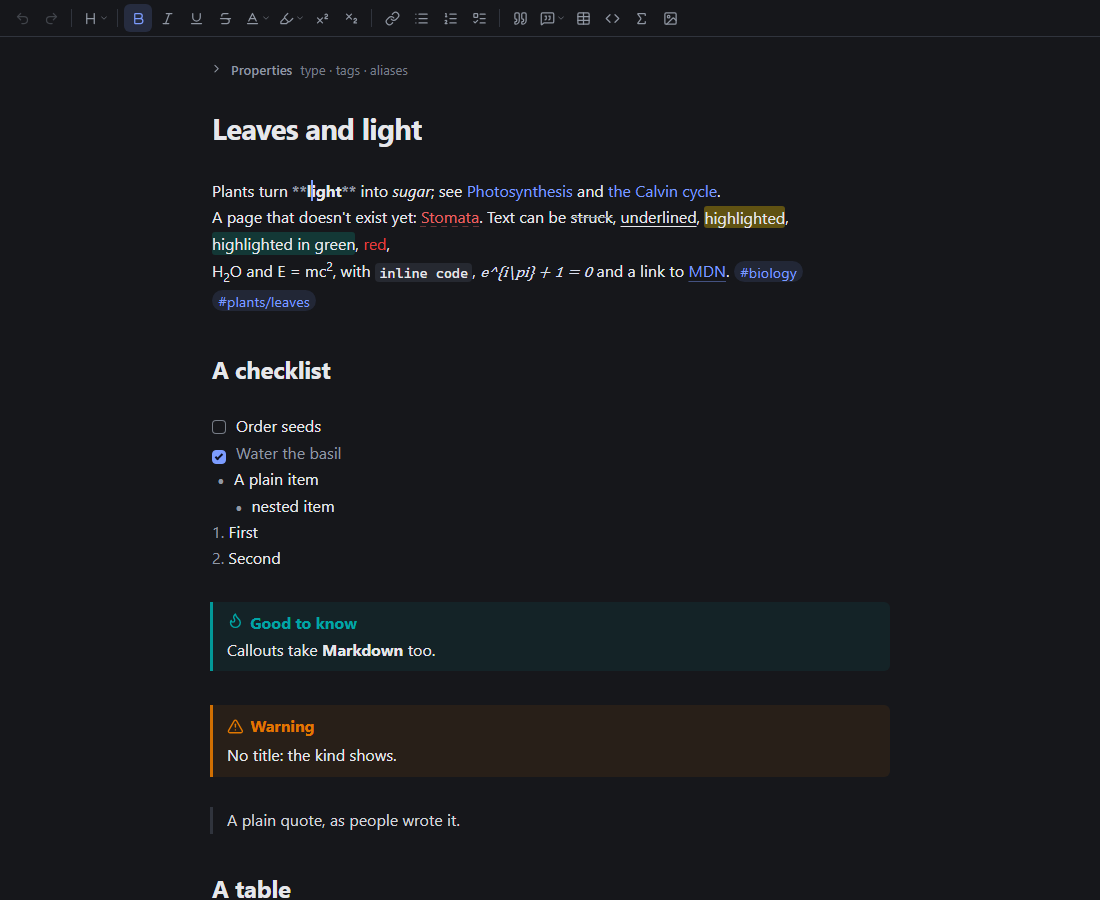 H B I U S A x² x₂ Σ
Properties type · tags · aliases
Leaves and light
Plants turn **light** into sugar; see Photosynthesis and the Calvin cycle.
A page that doesn't exist yet: Stomata. Text can be struck, underlined, highlighted,
highlighted in green, red,
H₂O and E = mc², with inline code, e^{i\pi} + 1 = 0 and a link to MDN. #biology
#plants/leaves
A checklist
Order seeds
Water the basil
• A plain item
• nested item
1. First
2. Second
Good to know
Callouts take Markdown too.
Warning
No title: the kind shows.
A plain quote, as people wrote it.
A table